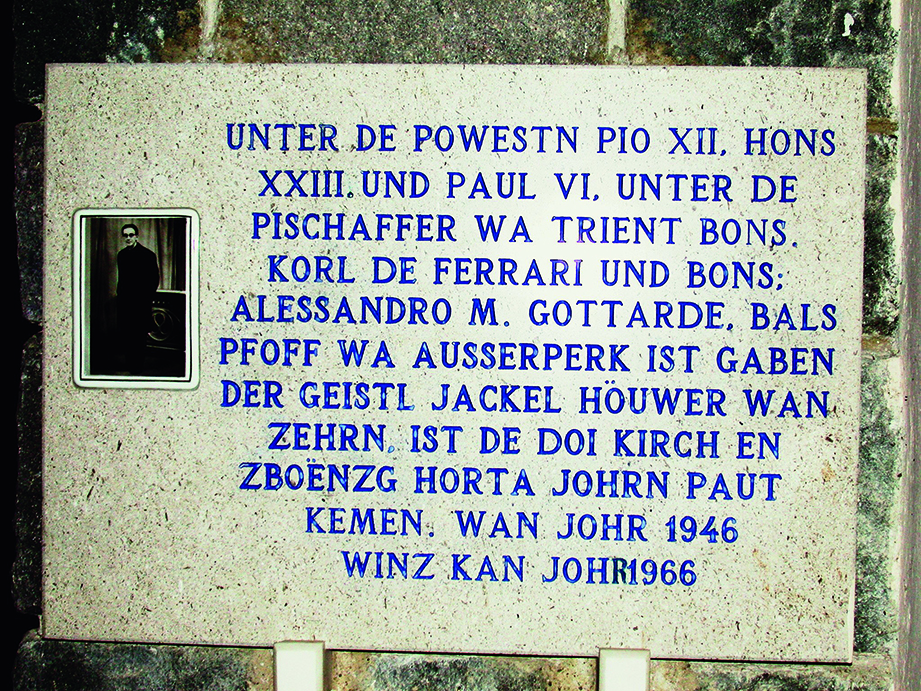 UNTER DE POWESTN PIO XII, HONS
XXIII. UND PAUL VI, UNTER DE
PISCHAFFER WA TRIENT BONS.
KORL DE FERRARI UND BONS;
ALESSANDRO M. GOTTARDE, BALS
PFOFF WA AUSSERPERK IST GABEN
DER GEISTL JACKEL HÖUWER WAN
ZEHRN. IST DE DOI KIRCH EN
ZBOËNZG HORTA JOHRN PAUT
KEMEN. WAN JOHR 1946
WINZ KAN JOHR1966